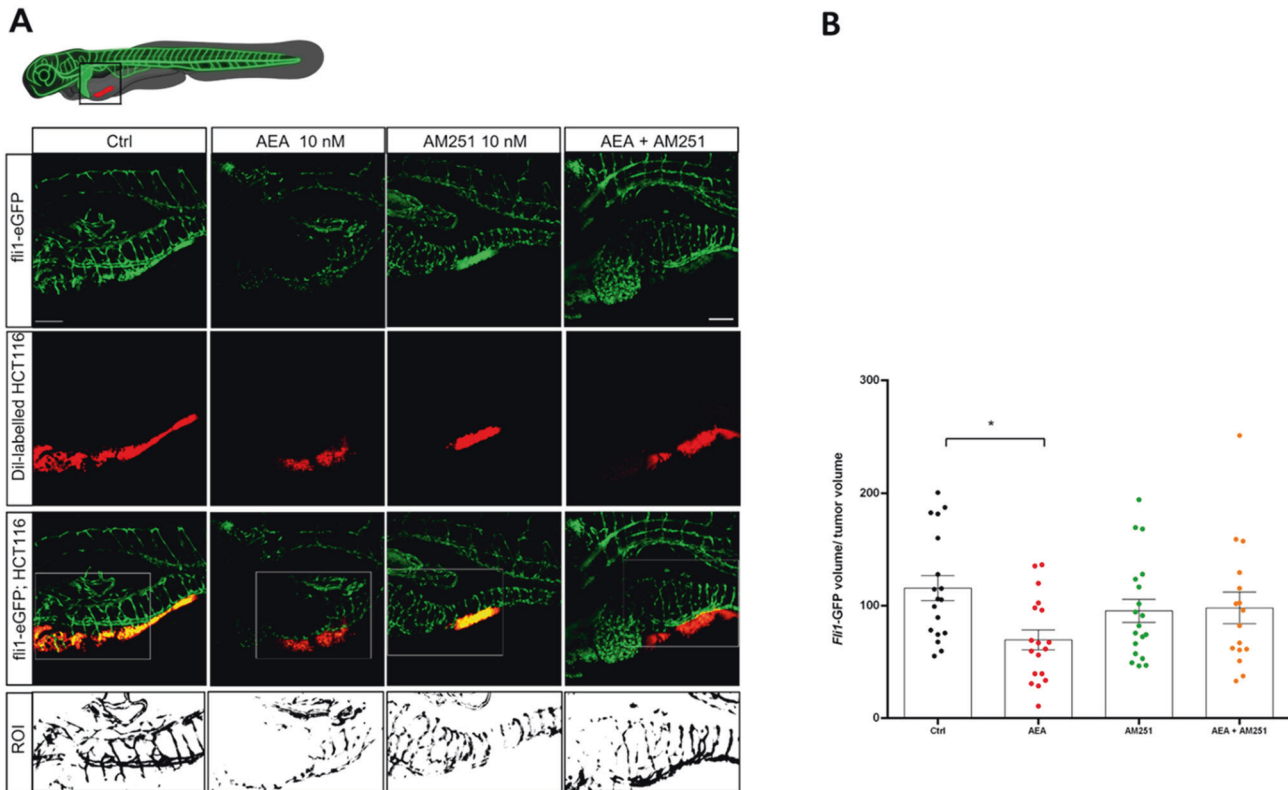 A
B
Ctrl
AEA 10 nM
AM251 10 nM
AEA + AM251
fli1-eGFP
Dil-labelled HCT116
fli1-eGFP; HCT116
ROI
Fli1-GFP volume/ tumor volume
300
200
100
0
*
Ctrl
AEA
AM251
AEA + AM251